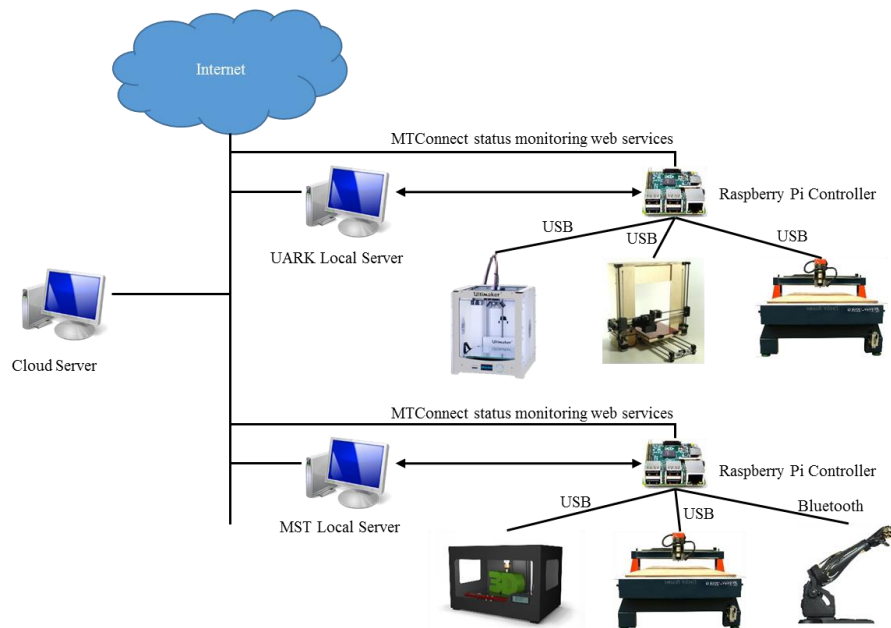 Internet
MTConnect status monitoring web services
Raspberry Pi Controller
UARK Local Server
USB
USB
USB
Ultimaker
Cloud Server
MTConnect status monitoring web services
Raspberry Pi Controller
MST Local Server
USB
USB
Bluetooth